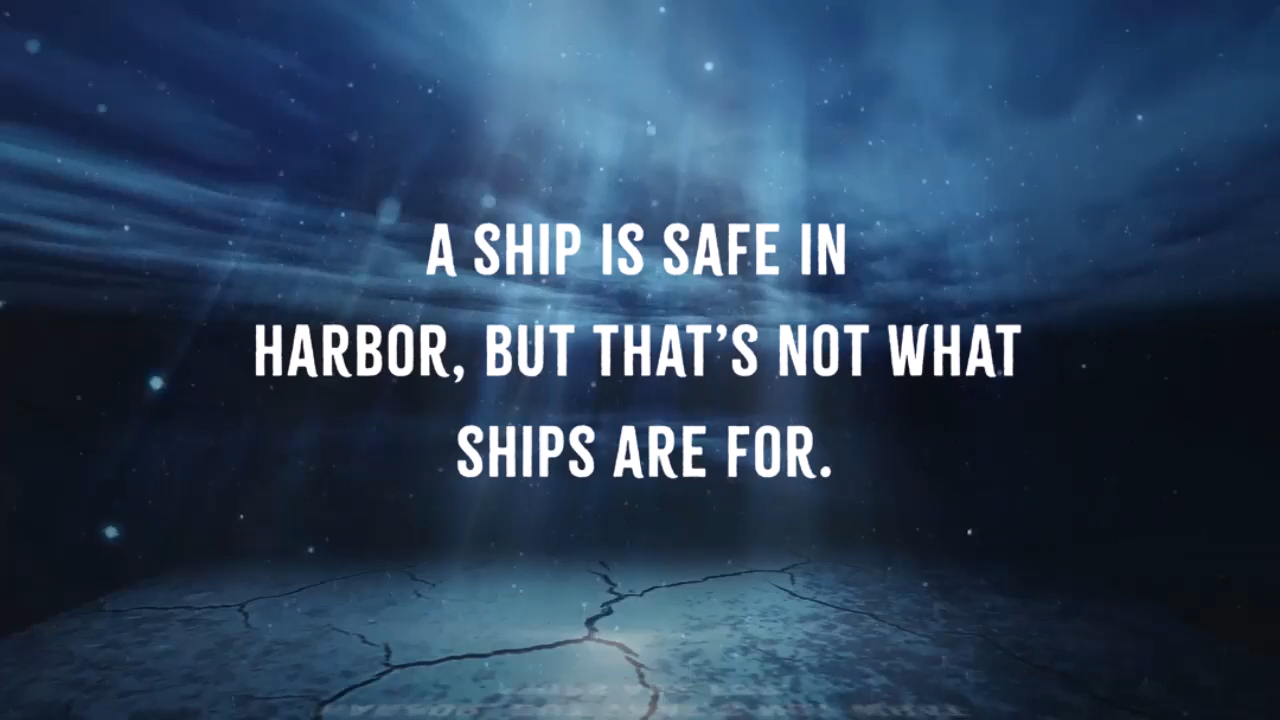 A SHIP IS SAFE IN
HARBOR, BUT THAT’S NOT WHAT
SHIPS ARE FOR.